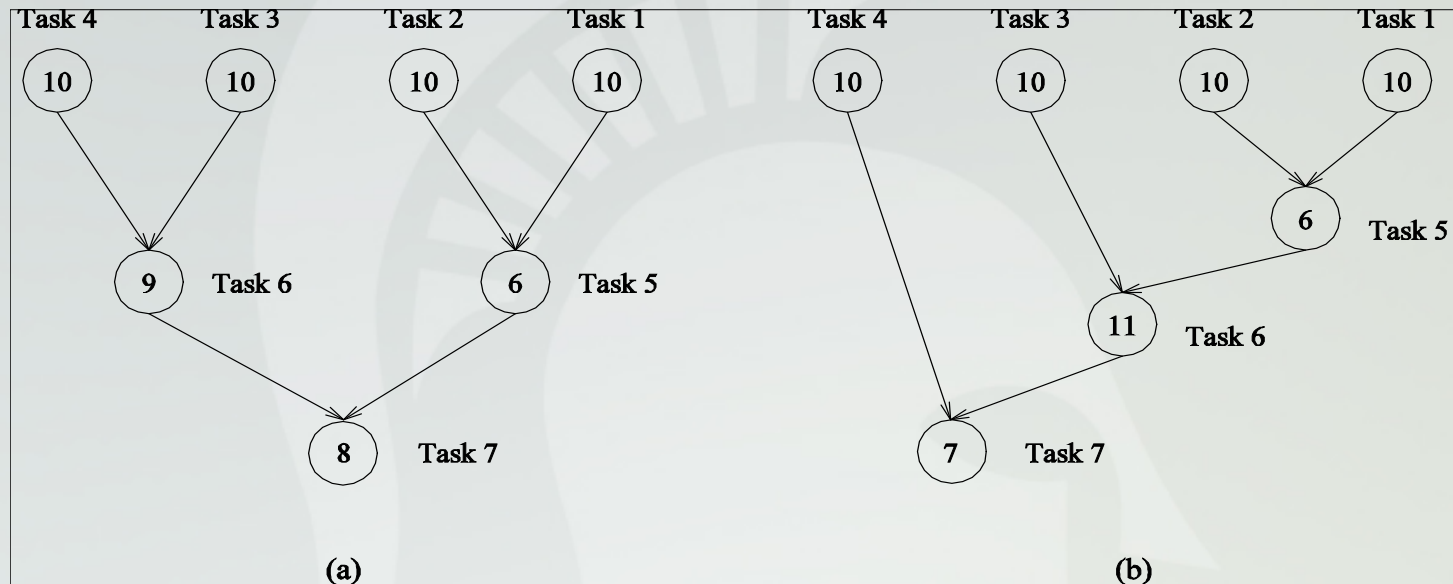 Task 4 Task 3 Task 2 Task 1 Task 4 Task 3 Task 2 Task 1
10 10 10 10 10 10 10 10
6 Task 5
9 Task 6 6 Task 5
11 Task 6
8 Task 7 7 Task 7
(a) (b)